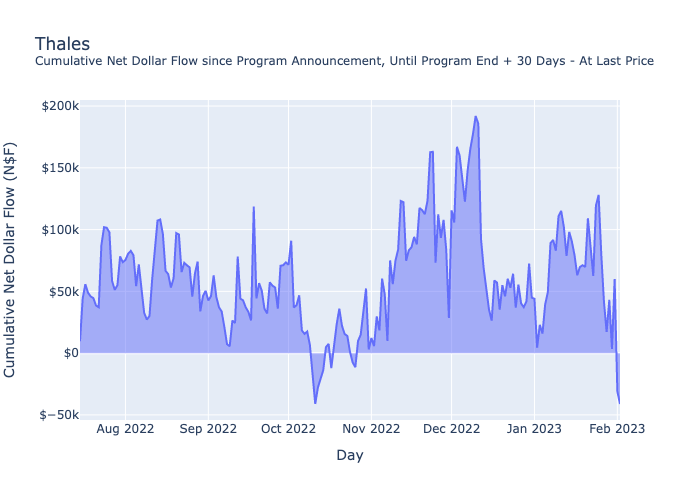 Thales
Cumulative Net Dollar Flow since Program Announcement, Until Program End + 30 Days - At Last Price
Cumulative Net Dollar Flow (N$F)
$200k
$150k
$100k
$50k
$0
$−50k
Aug 2022 Sep 2022 Oct 2022 Nov 2022 Dec 2022 Jan 2023 Feb 2023
Day